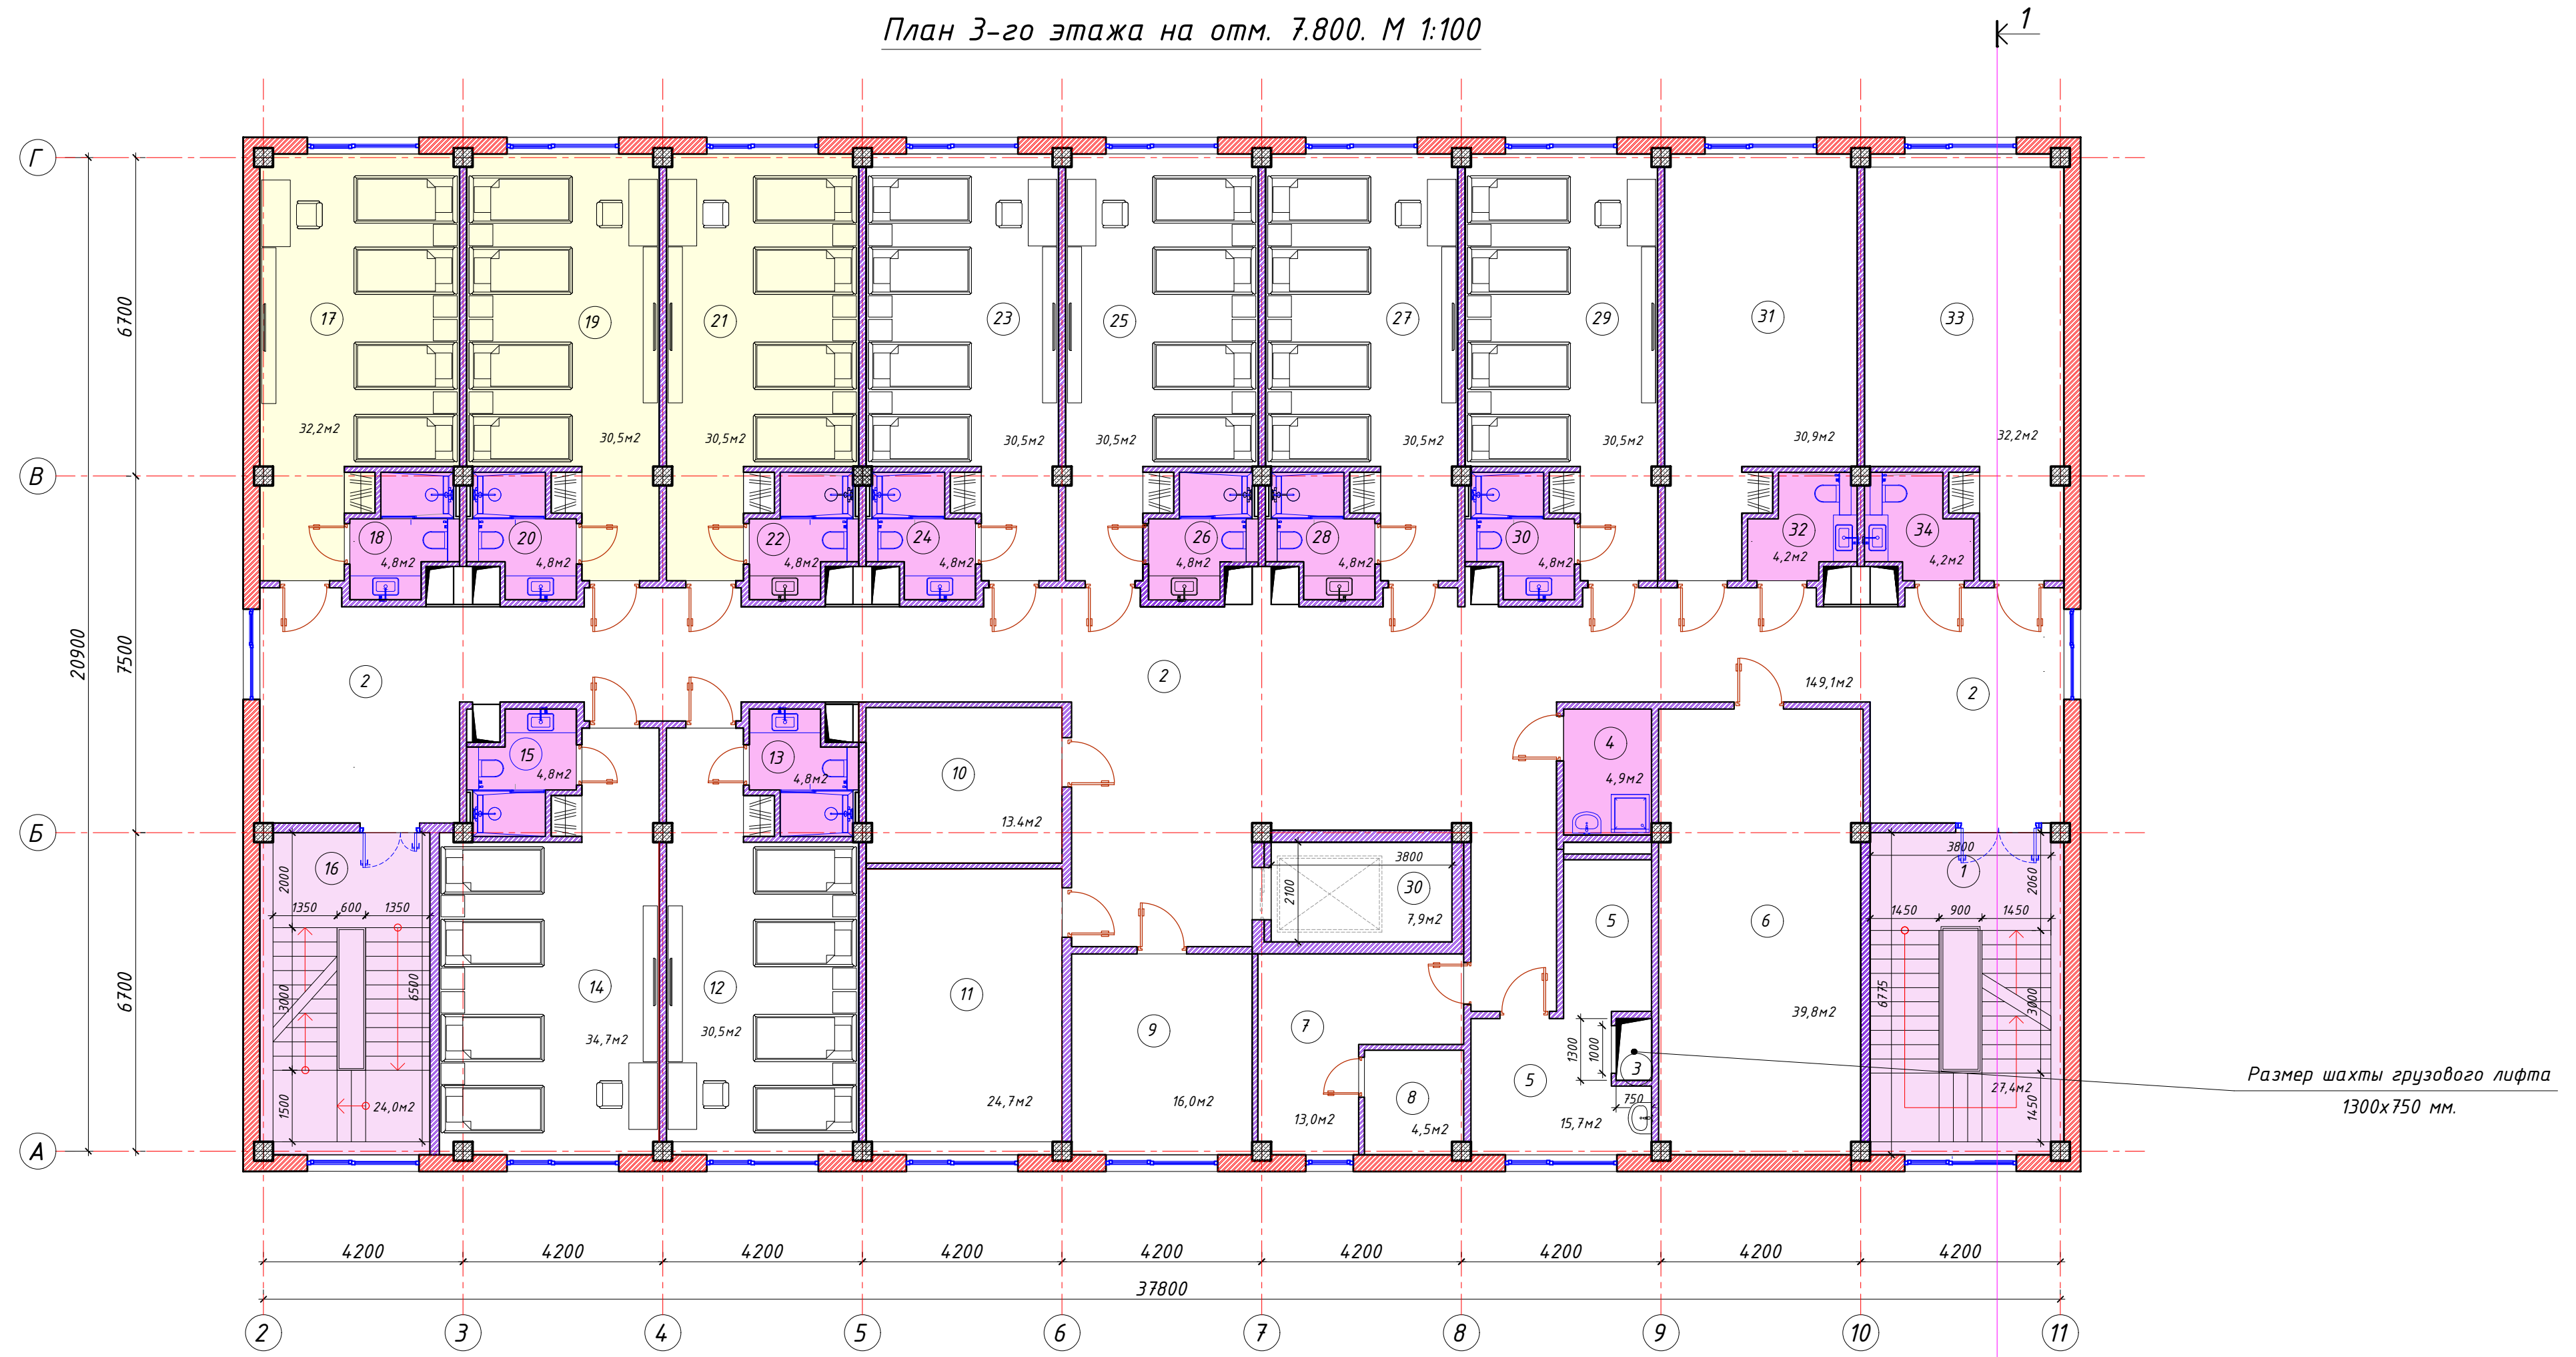 План 3-го этажа на отм. 7.800. М 1:100
1
Г
В
Б
А
6700
7500
6700
20900
17
19
21
23
25
27
29
31
33
32,2м2
30,5м2
30,5м2
30,5м2
30,5м2
30,5м2
30,5м2
30,9м2
32,2м2
18
20
22
24
26
28
30
32
34
4,8м2
4,8м2
4,8м2
4,8м2
4,8м2
4,8м2
4,8м2
4,2м2
4,2м2
2
2
149,1м2
2
15
4,8м2
13
4,8м2
10
13.4м2
4
4,9м2
16
2000
1350
600
1350
3000
6500
1500
24,0м2
14
34,7м2
12
30,5м2
11
24,7м2
9
16,0м2
3800
2100
30
7,9м2
7
13,0м2
8
4,5м2
5
5
15,7м2
1300
1000
3
750
6
39,8м2
3800
1
2060
1450
900
1450
6775
3000
27,4м2
1450
Размер шахты грузового лифта
1300х750 мм.
4200
4200
4200
4200
4200
4200
4200
4200
4200
37800
2
3
4
5
6
7
8
9
10
11